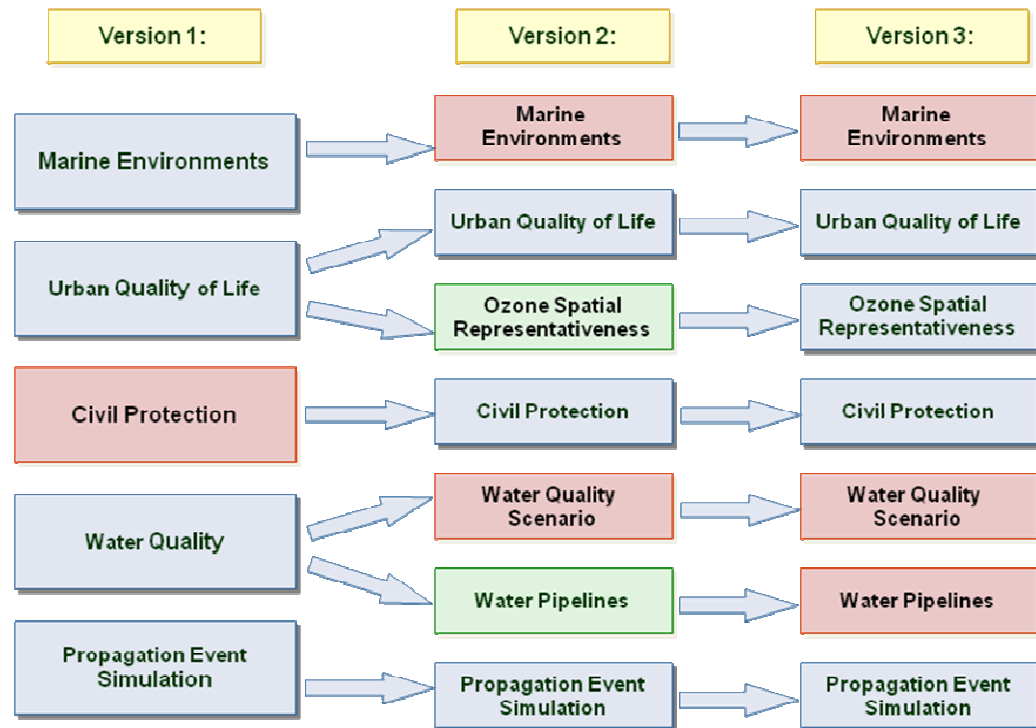 Version 1:
Version 2:
Version 3:
Marine Environments
Marine
Environments
Marine
Environments
Urban Quality of Life
Urban Quality of Life
Urban Quality of Life
Ozone Spatial
Representativeness
Ozone Spatial
Representativeness
Civil Protection
Civil Protection
Civil Protection
Water Quality
Water Quality
Scenario
Water Quality
Scenario
Water Pipelines
Water Pipelines
Propagation Event
Simulation
Propagation Event
Simulation
Propagation Event
Simulation